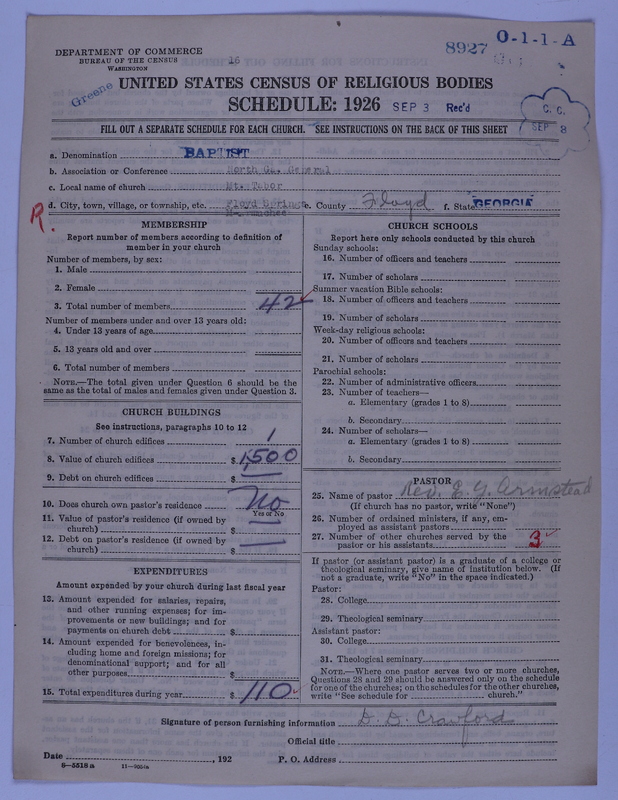 DEPARTMENT OF COMMERCE
BUREAU OF THE CENSUS
WASHINGTON
16
8927
O-1-1-A
Greene
UNITED STATES CENSUS OF RELIGIOUS BODIES
SCHEDULE: 1926
SEP 3 Rec'd
C. C.
SEP 8
FILL OUT A SEPARATE SCHEDULE FOR EACH CHURCH. SEE INSTRUCTIONS ON THE BACK OF THIS SHEET
a. Denomination BAPTIST
b. Association or Conference North Ga. General
c. Local name of church Mt. Tabor
d. City, town, village, or township, etc. Floyd Springs e. County Floyd f. State GEORGIA
R.
MEMBERSHIP
Report number of members according to definition of member in your church
Number of members, by sex:
1. Male
2. Female
3. Total number of members 42
Number of members under and over 13 years old:
4. Under 13 years of age
5. 13 years old and over
6. Total number of members
NOTE.—The total given under Question 6 should be the
same as the total of males and females given under Question 3.
CHURCH BUILDINGS
See instructions, paragraphs 10 to 12
7. Number of church edifices 1
8. Value of church edifices $ 1,500
9. Debt on church edifices $
10. Does church own pastor's residence No
Yes or No
11. Value of pastor's residence (if owned by
church) $
12. Debt on pastor's residence (if owned by
church) $
EXPENDITURES
Amount expended by your church during last fiscal year
13. Amount expended for salaries, repairs,
and other running expenses; for im-
provements or new buildings; and for
payments on church debt $
14. Amount expended for benevolences, in-
cluding home and foreign missions; for
denominational support; and for all
other purposes $
15. Total expenditures during year $ 110
CHURCH SCHOOLS
Report here only schools conducted by this church
Sunday schools:
16. Number of officers and teachers
17. Number of scholars
Summer vacation Bible schools:
18. Number of officers and teachers
19. Number of scholars
Week-day religious schools:
20. Number of officers and teachers
21. Number of scholars
Parochial schools:
22. Number of administrative officers
23. Number of teachers—
a. Elementary (grades 1 to 8)
b. Secondary
24. Number of scholars—
a. Elementary (grades 1 to 8)
b. Secondary
PASTOR
25. Name of pastor Rev. E. G. Armstead
(If church has no pastor, write "None")
26. Number of ordained ministers, if any, em-
ployed as assistant pastors
27. Number of other churches served by the
pastor or his assistants 3
If pastor (or assistant pastor) is a graduate of a college or
theological seminary, give name of institution below. (If
not a graduate, write "No" in the space indicated.)
Pastor:
28. College
29. Theological seminary
Assistant pastor:
30. College
31. Theological seminary
NOTE.—Where one pastor serves two or more churches,
Questions 28 and 29 should be answered only on the schedule
for one of the churches; on the schedules for the other churches,
write "See schedule for church."
Signature of person furnishing information D. D. Crawford
Official title
Date , 192 P. O. Address
8—5518 a